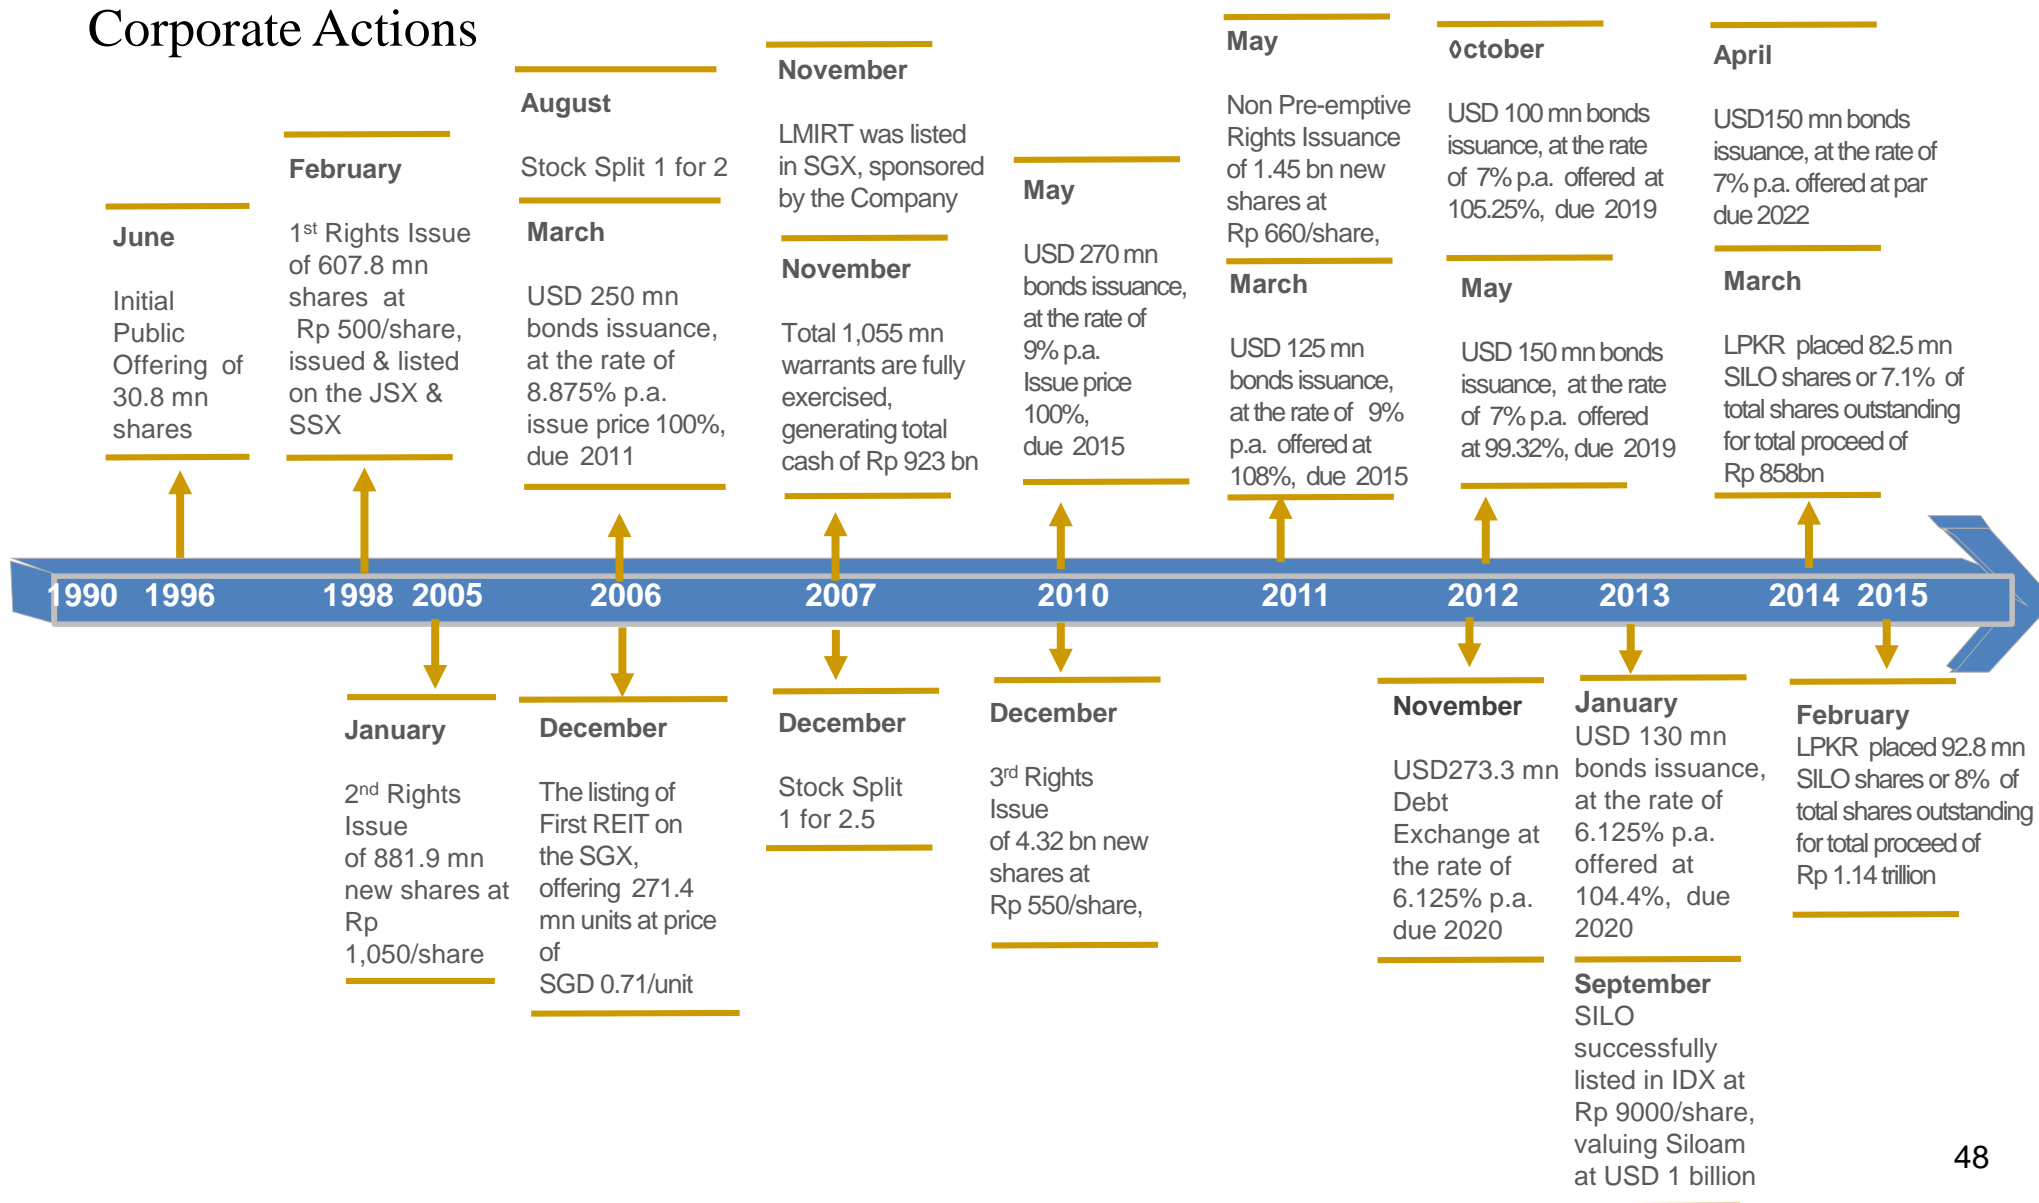 Corporate Actions
June
Initial
Public
Offering of
30.8 mn
shares
February
1st Rights Issue
of 607.8 mn
shares at
Rp 500/share,
issued & listed
on the JSX &
SSX
August
Stock Split 1 for 2
March
USD 250 mn
bonds issuance,
at the rate of
8.875% p.a.
issue price 100%,
due 2011
November
LMIRT was listed
in SGX, sponsored
by the Company
November
Total 1,055 mn
warrants are fully
exercised,
generating total
cash of Rp 923 bn
May
USD 270 mn
bonds issuance,
at the rate of
9% p.a.
Issue price
100%,
due 2015
May
Non Pre-emptive
Rights Issuance
of 1.45 bn new
shares at
Rp 660/share,
March
USD 125 mn
bonds issuance,
at the rate of 9%
p.a. offered at
108%, due 2015
◊ctober
USD 100 mn bonds
issuance, at the rate
of 7% p.a. offered at
105.25%, due 2019
May
USD 150 mn bonds
issuance, at the rate
of 7% p.a. offered
at 99.32%, due 2019
April
USD150 mn bonds
issuance, at the rate of
7% p.a. offered at par
due 2022
March
LPKR placed 82.5 mn
SILO shares or 7.1% of
total shares outstanding
for total proceed of
Rp 858bn
1990 1996 1998 2005 2006 2007 2010 2011 2012 2013 2014 2015
January
2nd Rights
Issue
of 881.9 mn
new shares at
Rp
1,050/share
December
The listing of
First REIT on
the SGX,
offering 271.4
mn units at price
of
SGD 0.71/unit
December
Stock Split
1 for 2.5
December
3rd Rights
Issue
of 4.32 bn new
shares at
Rp 550/share,
November
USD273.3 mn
Debt
Exchange at
the rate of
6.125% p.a.
due 2020
January
USD 130 mn
bonds issuance,
at the rate of
6.125% p.a.
offered at
104.4%, due
2020
September
SILO
successfully
listed in IDX at
Rp 9000/share,
valuing Siloam
at USD 1 billion
February
LPKR placed 92.8 mn
SILO shares or 8% of
total shares outstanding
for total proceed of
Rp 1.14 trillion
48